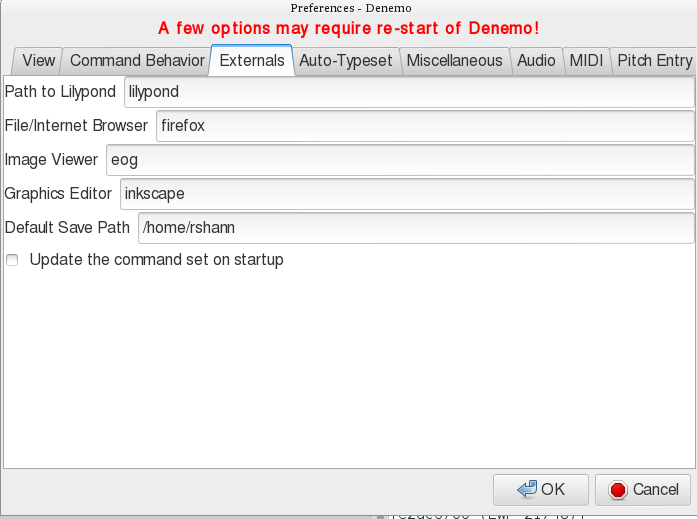 Preferences - Denemo
A few options may require re-start of Denemo!
View Command Behavior Externals Auto-Typeset Miscellaneous Audio MIDI Pitch Entry
Path to Lilypond lilypond
File/Internet Browser firefox
Image Viewer eog
Graphics Editor inkscape
Default Save Path /home/rshann
Update the command set on startup
OK Cancel